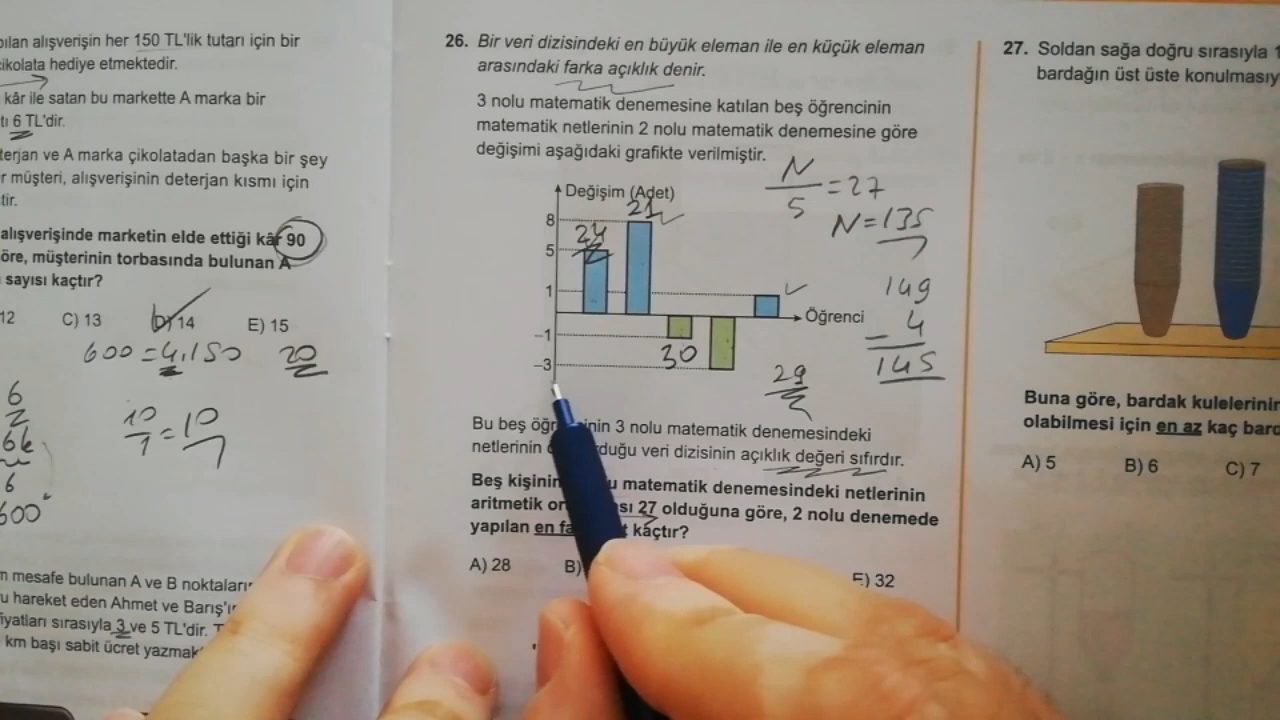 pılan alışverişin her 150 TL'lik tutarı için bir
ikolata hediye etmektedir.
kâr ile satan bu markette A marka bir
tı 6 TL'dir.
terjan ve A marka çikolatadan başka bir şey
r müşteri, alışverişinin deterjan kısmı için
tir.
alışverişinde marketin elde ettiği kâr 90
öre, müşterinin torbasında bulunan A
sayısı kaçtır?
12 C) 13 D) 14 E) 15
600 = 4.150 20
6
2
6k
6
600
10/1 = 10
m mesafe bulunan A ve B noktaları
u hareket eden Ahmet ve Barış'ı
fiyatları sırasıyla 3 ve 5 TL'dir. T
km başı sabit ücret yazmak
26. Bir veri dizisindeki en büyük eleman ile en küçük eleman
arasındaki farka açıklık denir.
3 nolu matematik denemesine katılan beş öğrencinin
matematik netlerinin 2 nolu matematik denemesine göre
değişimi aşağıdaki grafikte verilmiştir.
N/5 = 27
N = 135
Değişim (Adet)
8
5
1
−1
−3
24
21
30
29
Öğrenci
149
− 4
145
Bu beş öğr inin 3 nolu matematik denemesindeki
netlerinin duğu veri dizisinin açıklık değeri sıfırdır.
Beş kişinin u matematik denemesindeki netlerinin
aritmetik or sı 27 olduğuna göre, 2 nolu denemede
yapılan en fa t kaçtır?
A) 28 B) E) 32
27. Soldan sağa doğru sırasıyla 1
bardağın üst üste konulmasıy
Buna göre, bardak kulelerinin
olabilmesi için en az kaç bard
A) 5 B) 6 C) 7